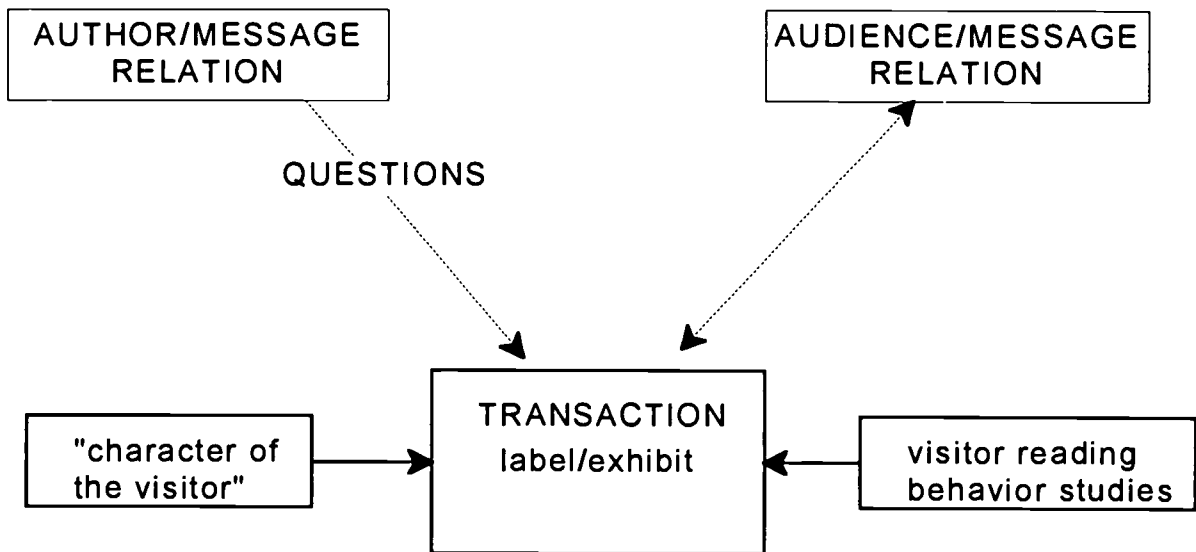 AUTHOR/MESSAGE
RELATION
AUDIENCE/MESSAGE
RELATION
QUESTIONS
"character of
the visitor"
TRANSACTION
label/exhibit
visitor reading
behavior studies